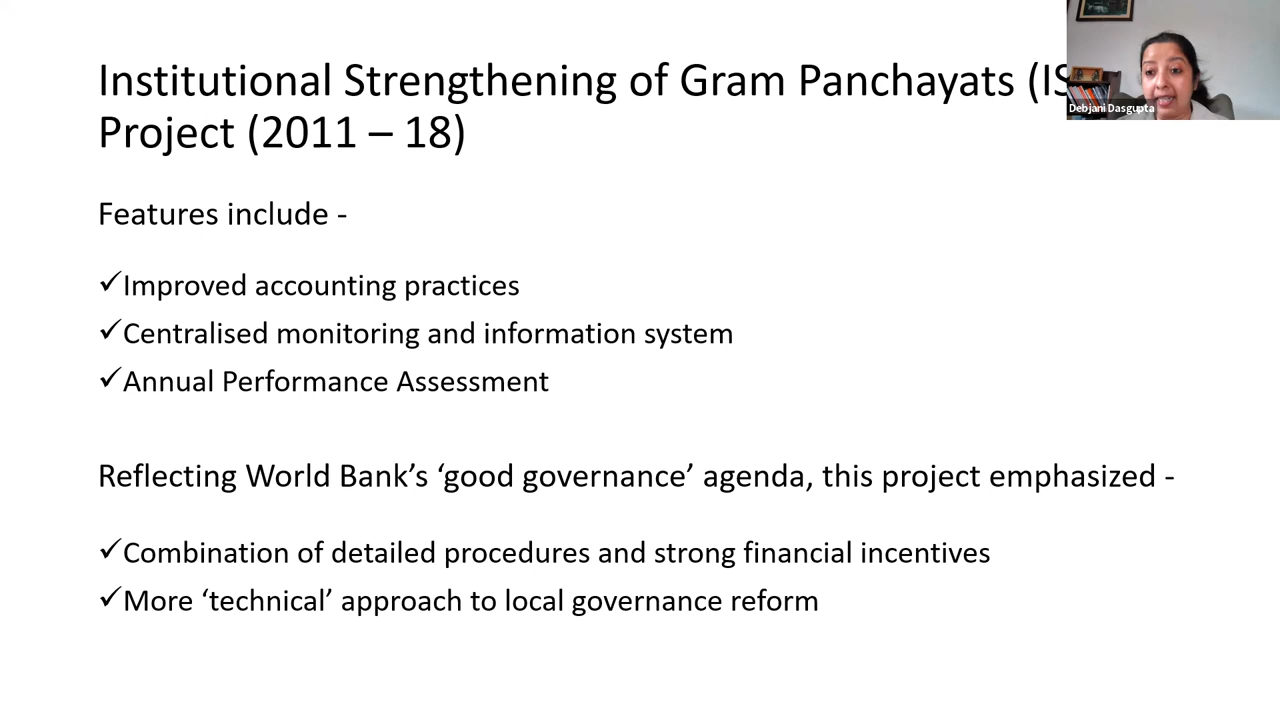 Institutional Strengthening of Gram Panchayats
Project (2011 – 18)
Debjani Dasgupta
Features include -
✓Improved accounting practices
✓Centralised monitoring and information system
✓Annual Performance Assessment
Reflecting World Bank’s ‘good governance’ agenda, this project emphasized -
✓Combination of detailed procedures and strong financial incentives
✓More ‘technical’ approach to local governance reform